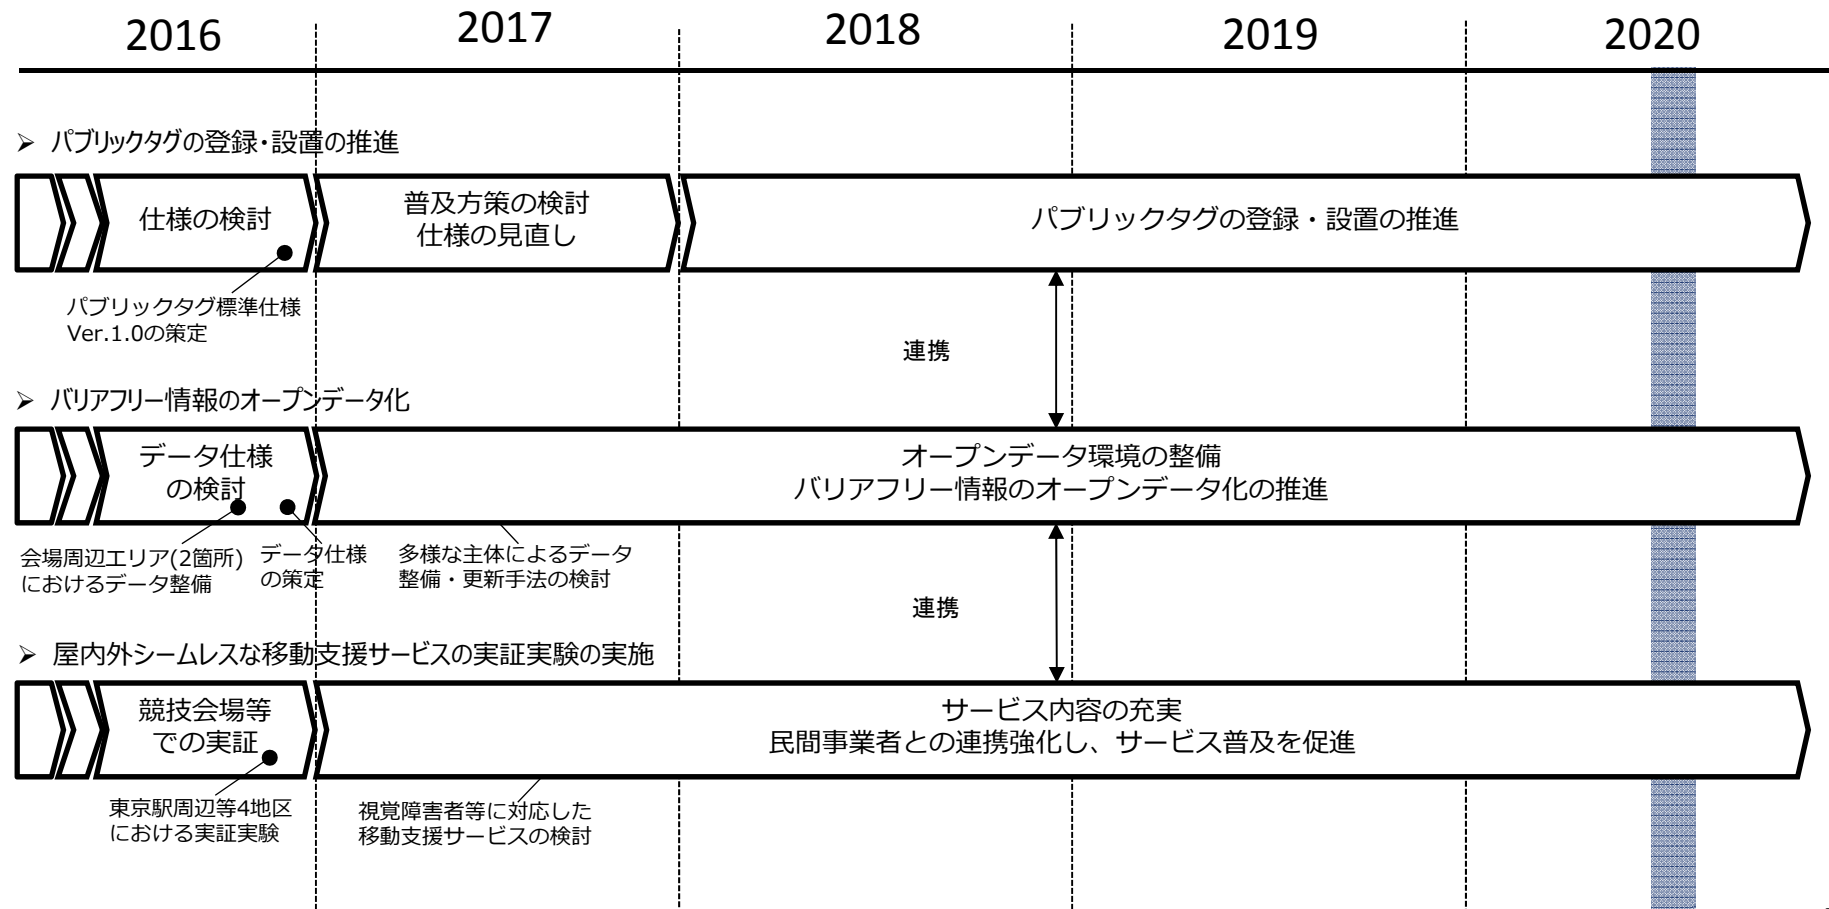 2016 2017 2018 2019 2020
➢ パブリックタグの登録・設置の推進
仕様の検討
普及方策の検討
仕様の見直し
パブリックタグの登録・設置の推進
パブリックタグ標準仕様
Ver.1.0の策定
連携
➢ バリアフリー情報のオープンデータ化
データ仕様
の検討
オープンデータ環境の整備
バリアフリー情報のオープンデータ化の推進
会場周辺エリア(2箇所)
におけるデータ整備
データ仕様
の策定
多様な主体によるデータ
整備・更新手法の検討
連携
➢ 屋内外シームレスな移動支援サービスの実証実験の実施
競技会場等
での実証
サービス内容の充実
民間事業者との連携強化し、サービス普及を促進
東京駅周辺等4地区
における実証実験
視覚障害者等に対応した
移動支援サービスの検討